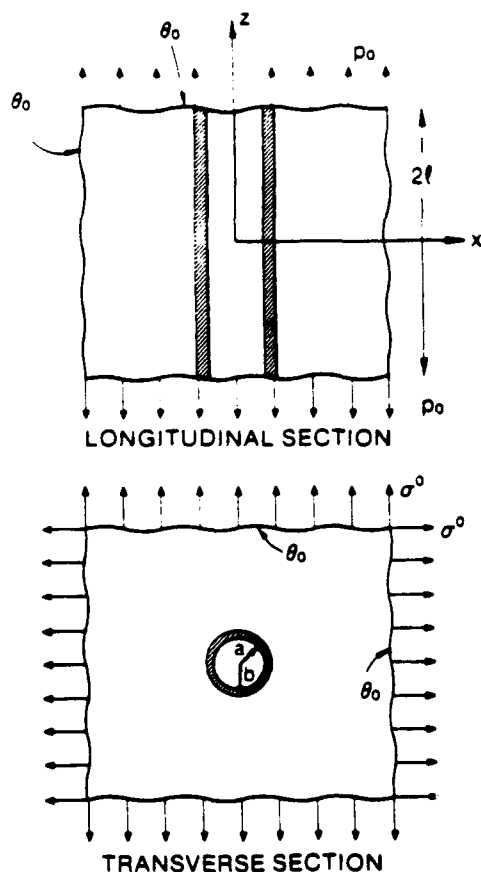 z
θ₀
p₀
θ₀
2ℓ
x
p₀
LONGITUDINAL SECTION
σ⁰
σ⁰
θ₀
a
b
θ₀
TRANSVERSE SECTION